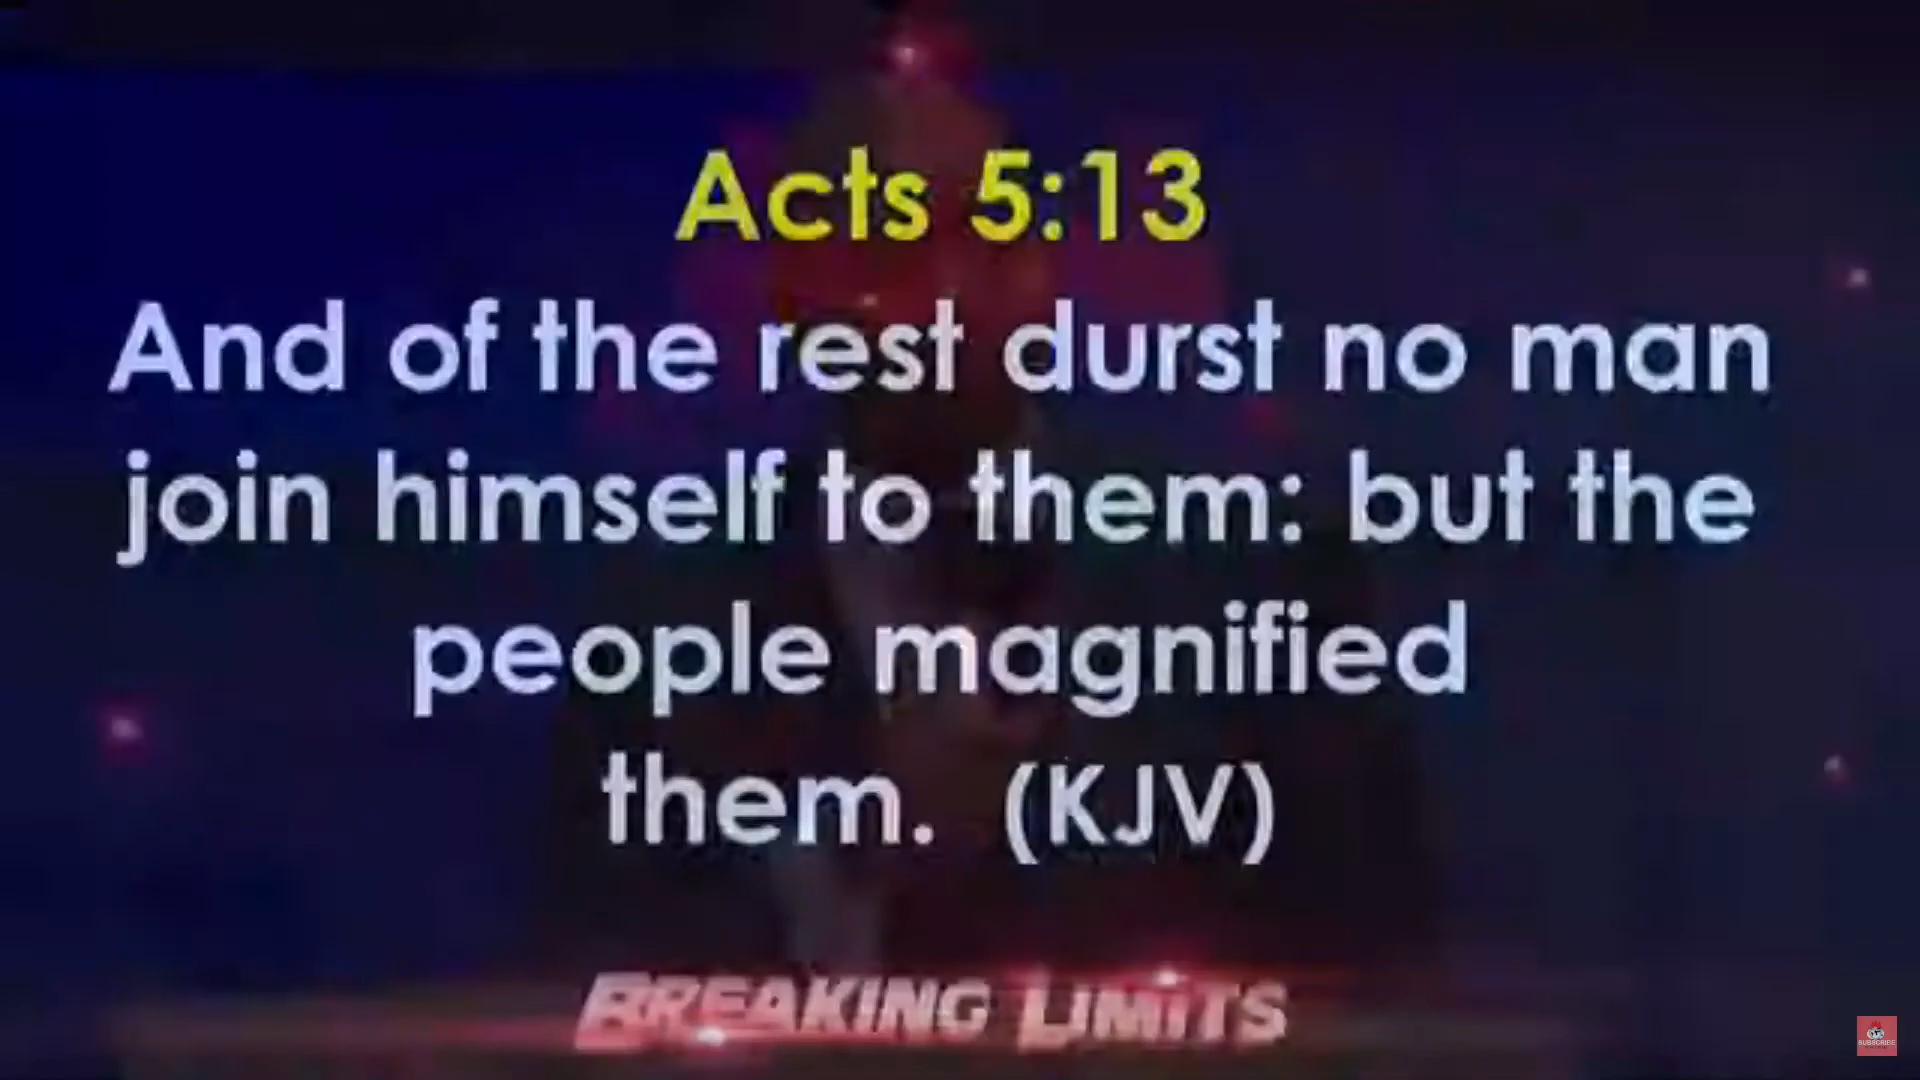 Acts 5:13
And of the rest durst no man
join himself to them: but the
people magnified
them. (KJV)
BREAKING LIMITS
SUBSCRIBE